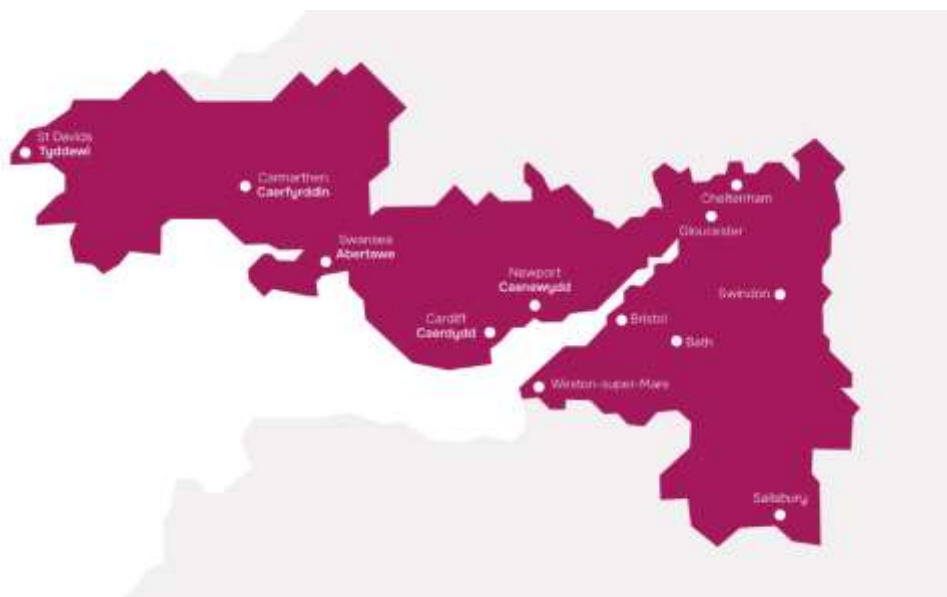 St Davids
Tyddewi
Carmarthen
Caerfyrddin
Swansea
Abertawe
Newport
Casnewydd
Cardiff
Caerdydd
Cheltenham
Gloucester
Swindon
Bristol
Bath
Weston-super-Mare
Salisbury